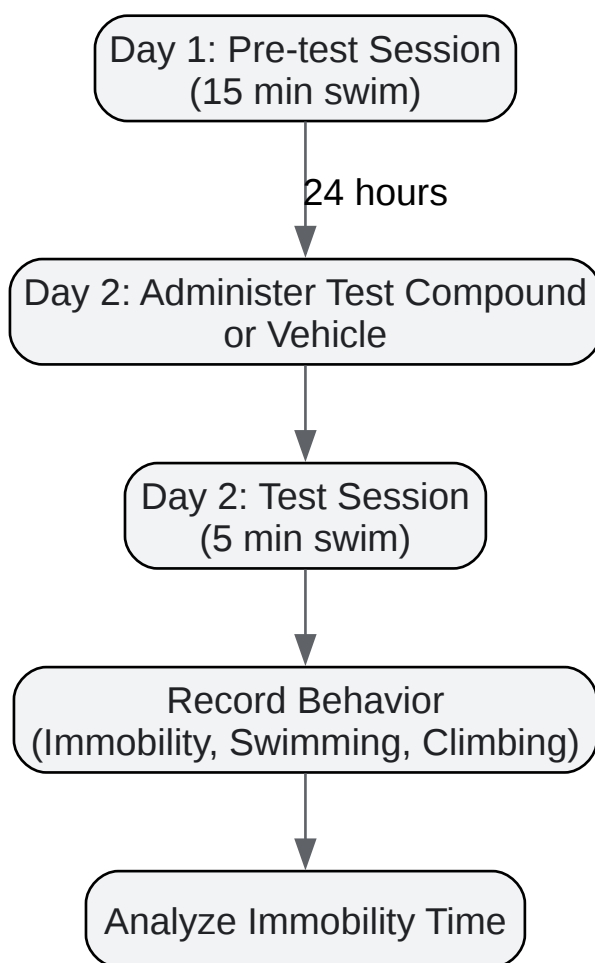 Day 1: Pre-test Session
(15 min swim)
24 hours
Day 2: Administer Test Compound
or Vehicle
Day 2: Test Session
(5 min swim)
Record Behavior
(Immobility, Swimming, Climbing)
Analyze Immobility Time